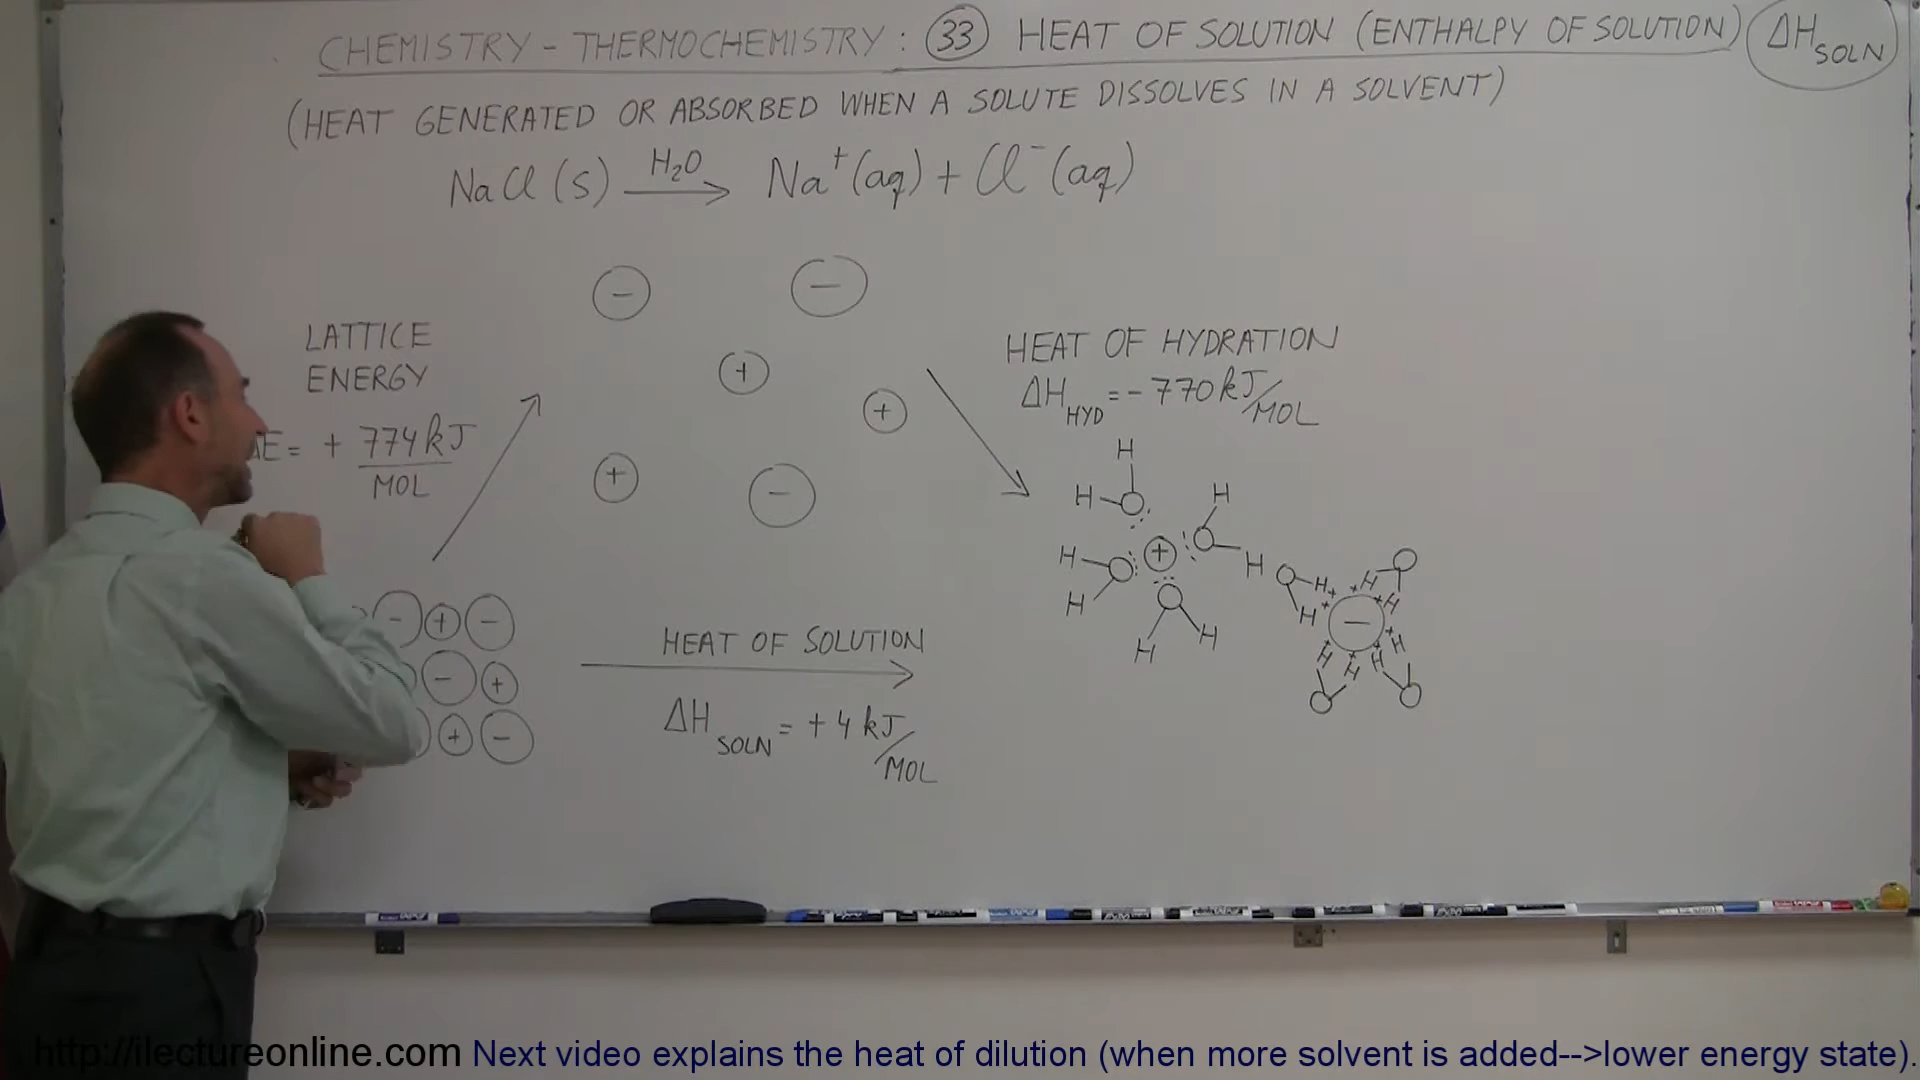 CHEMISTRY - THERMOCHEMISTRY : 33 HEAT OF SOLUTION (ENTHALPY OF SOLUTION) ΔH SOLN
(HEAT GENERATED OR ABSORBED WHEN A SOLUTE DISSOLVES IN A SOLVENT)
NaCl (s) H₂O → Na⁺(aq) + Cl⁻(aq)
LATTICE
ENERGY
E = + 774 kJ
MOL
HEAT OF HYDRATION
ΔH HYD = - 770 kJ/MOL
HEAT OF SOLUTION
ΔH SOLN = + 4 kJ/MOL
− −
+
+
+ −
− + −
− +
+ −
H
H O H
H O + O H
H O H
H
O H H O
H H
−
H H H H
O O
http://ilectureonline.com Next video explains the heat of dilution (when more solvent is added-->lower energy state).